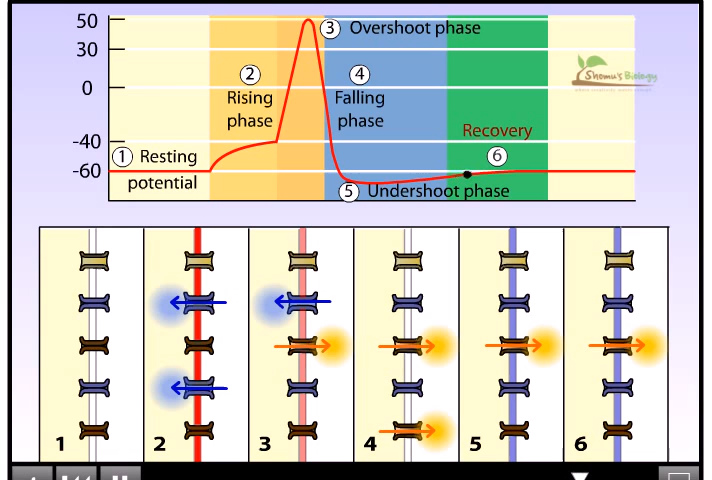 50
3 Overshoot phase
30
Shomu's Biology
2 4
0
Rising Falling
phase phase
Recovery
-40
1 Resting 6
-60
potential
5 Undershoot phase
1 2 3 4 5 6